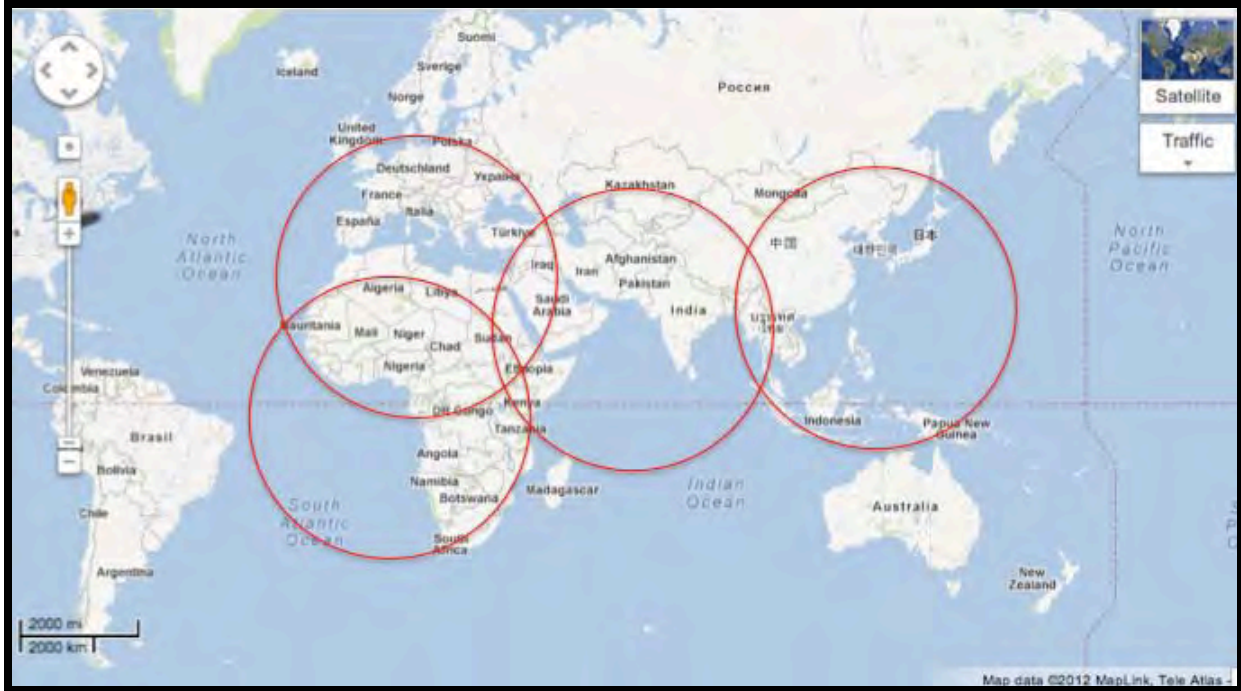 Suomi
Iceland
Sverige
Norge
Россия
Satellite
United
Kingdom
Polska
Traffic
Deutschland
Україна
France
Kazakhstan
Mongolia
Italia
España
Türkiye
中国
대한민국
日本
North
Atlantic
Ocean
North
Pacific
Ocean
Iraq
Iran
Afghanistan
Pakistan
Algeria
Libya
Saudi
Arabia
India
Mauritania
Mali
Niger
Chad
Sudan
Nigeria
Ethiopia
Venezuela
Colombia
DR Congo
Kenya
Tanzania
Indonesia
Papua New
Guinea
Brasil
Angola
Bolivia
Namibia
Botswana
Madagascar
Indian
Ocean
Australia
South
Atlantic
Ocean
Chile
South
Africa
Argentina
New
Zealand
2000 mi
2000 km
Map data ©2012 MapLink, Tele Atlas -